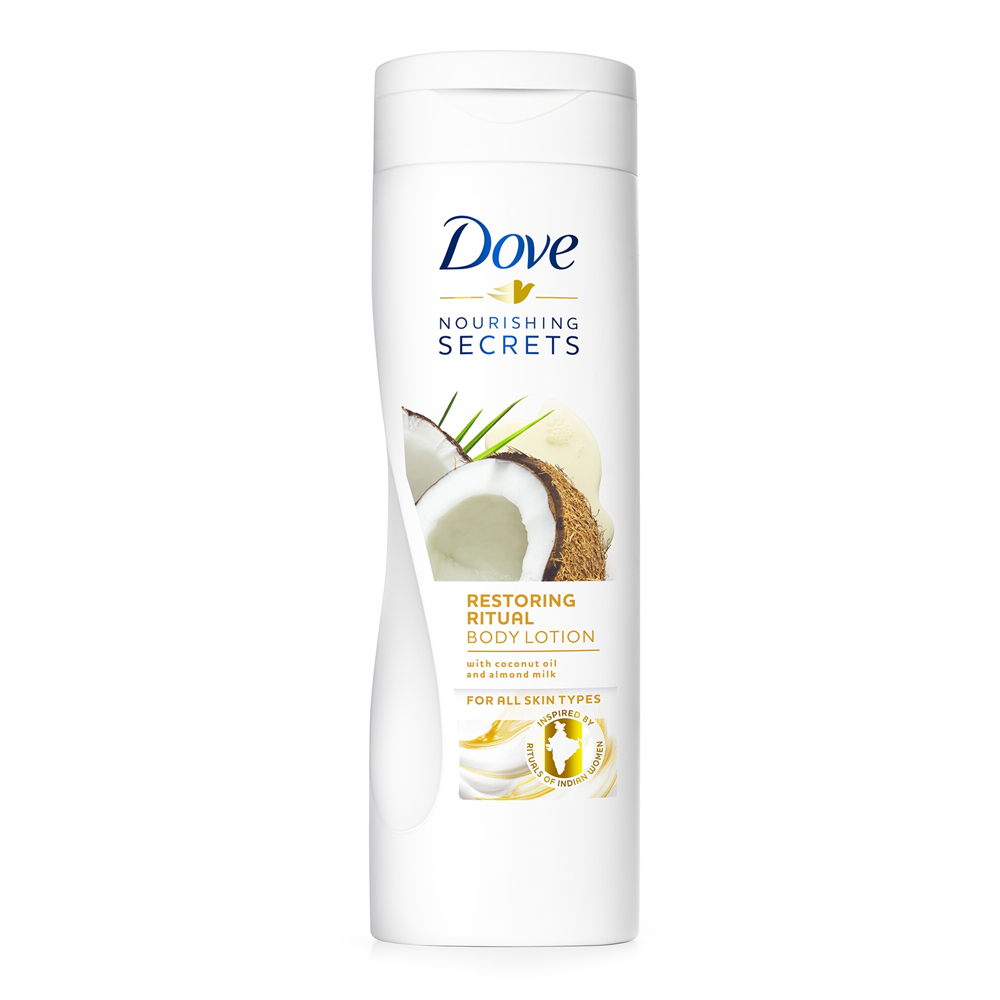 Dove
NOURISHING
SECRETS
RESTORING
RITUAL
BODY LOTION
with coconut oil
and almond milk
FOR ALL SKIN TYPES
INSPIRED BY
RITUALS OF INDIAN WOMEN